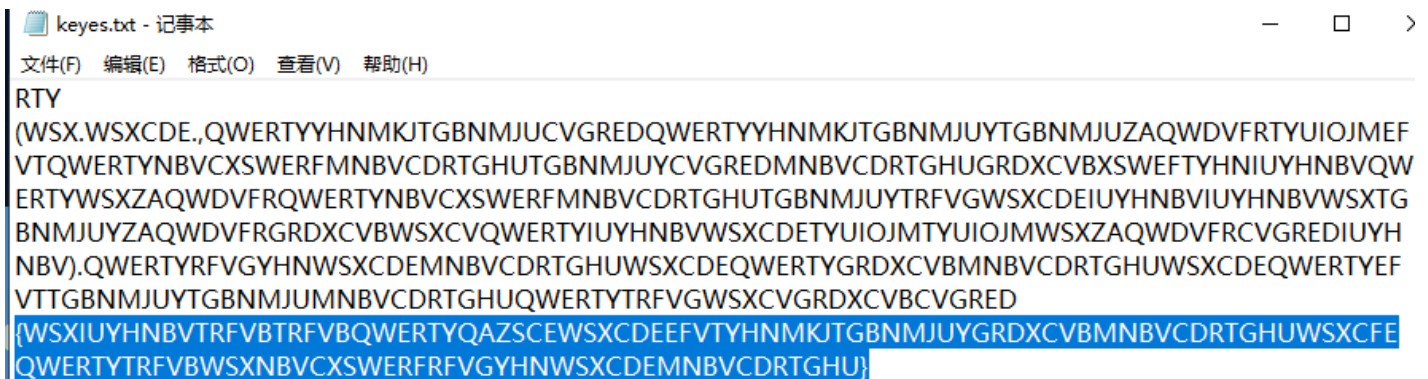 keyes.txt - 记事本
文件(F) 编辑(E) 格式(O) 查看(V) 帮助(H)
RTY
(WSX.WSXCDE.,QWERTYYHNMKJTGBNMJUCVGREDQWERTYYHNMKJTGBNMJUYTGBNMJUZAQWDVFRTYUIOJMEF
VTQWERTYNBVCXSWERFMNBVCDRTGHUTGBNMJUYCVGREDMNBVCDRTGHUGRDXCVBXSWEFTYHNIUYHNBVQW
ERTYWSXZAQWDVFRQWERTYNBVCXSWERFMNBVCDRTGHUTGBNMJUYTRFVGWSXCDEIUYHNBVIUYHNBVWSXTG
BNMJUYZAQWDVFRGRDXCVBWSXCVQWERTYIUYHNBVWSXCDETYUIOJMTYUIOJMWSXZAQWDVFRCVGREDIUYH
NBV).QWERTYRFVGYHNWSXCDEMNBVCDRTGHUWSXCDEQWERTYGRDXCVBMNBVCDRTGHUWSXCDEQWERTYEF
VTTGBNMJUYTGBNMJUMNBVCDRTGHUQWERTYTRFVGWSXCVGRDXCVBCVGRED
{WSXIUYHNBVTRFVBTRFVBQWERTYQAZSCEWSXCDEEFVTYHNMKJTGBNMJUYGRDXCVBMNBVCDRTGHUWSXCFE
QWERTYTRFVBWSXNBVCXSWERFRFVGYHNWSXCDEMNBVCDRTGHU}